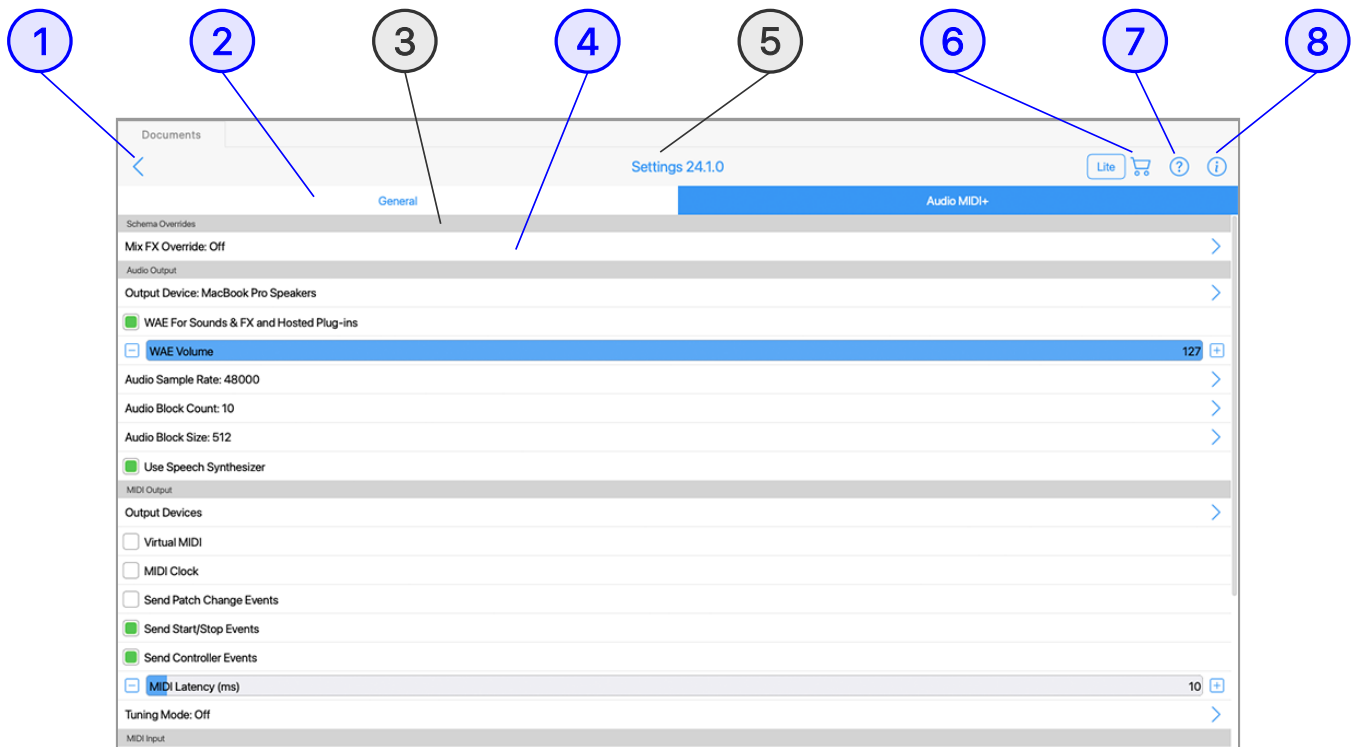 1 2 3 4 5 6 7 8
Documents
Settings 24.1.0 Lite ? i
General Audio MIDI+
Schema Overrides
Mix FX Override: Off
Audio Output
Output Device: MacBook Pro Speakers
WAE For Sounds & FX and Hosted Plug-ins
WAE Volume 127
Audio Sample Rate: 48000
Audio Block Count: 10
Audio Block Size: 512
Use Speech Synthesizer
MIDI Output
Output Devices
Virtual MIDI
MIDI Clock
Send Patch Change Events
Send Start/Stop Events
Send Controller Events
MIDI Latency (ms) 10
Tuning Mode: Off
MIDI Input